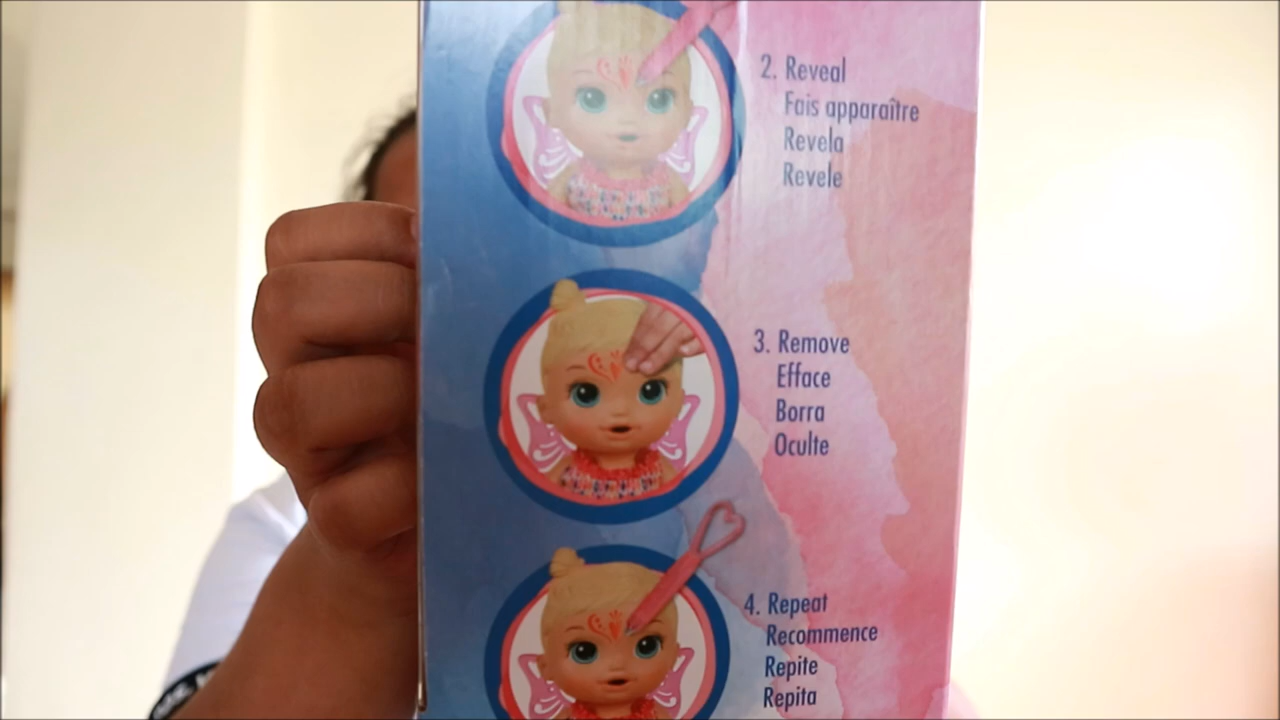 2. Reveal
Fais apparaître
Revela
Revele
3. Remove
Efface
Borra
Oculte
4. Repeat
Recommence
Repite
Repita